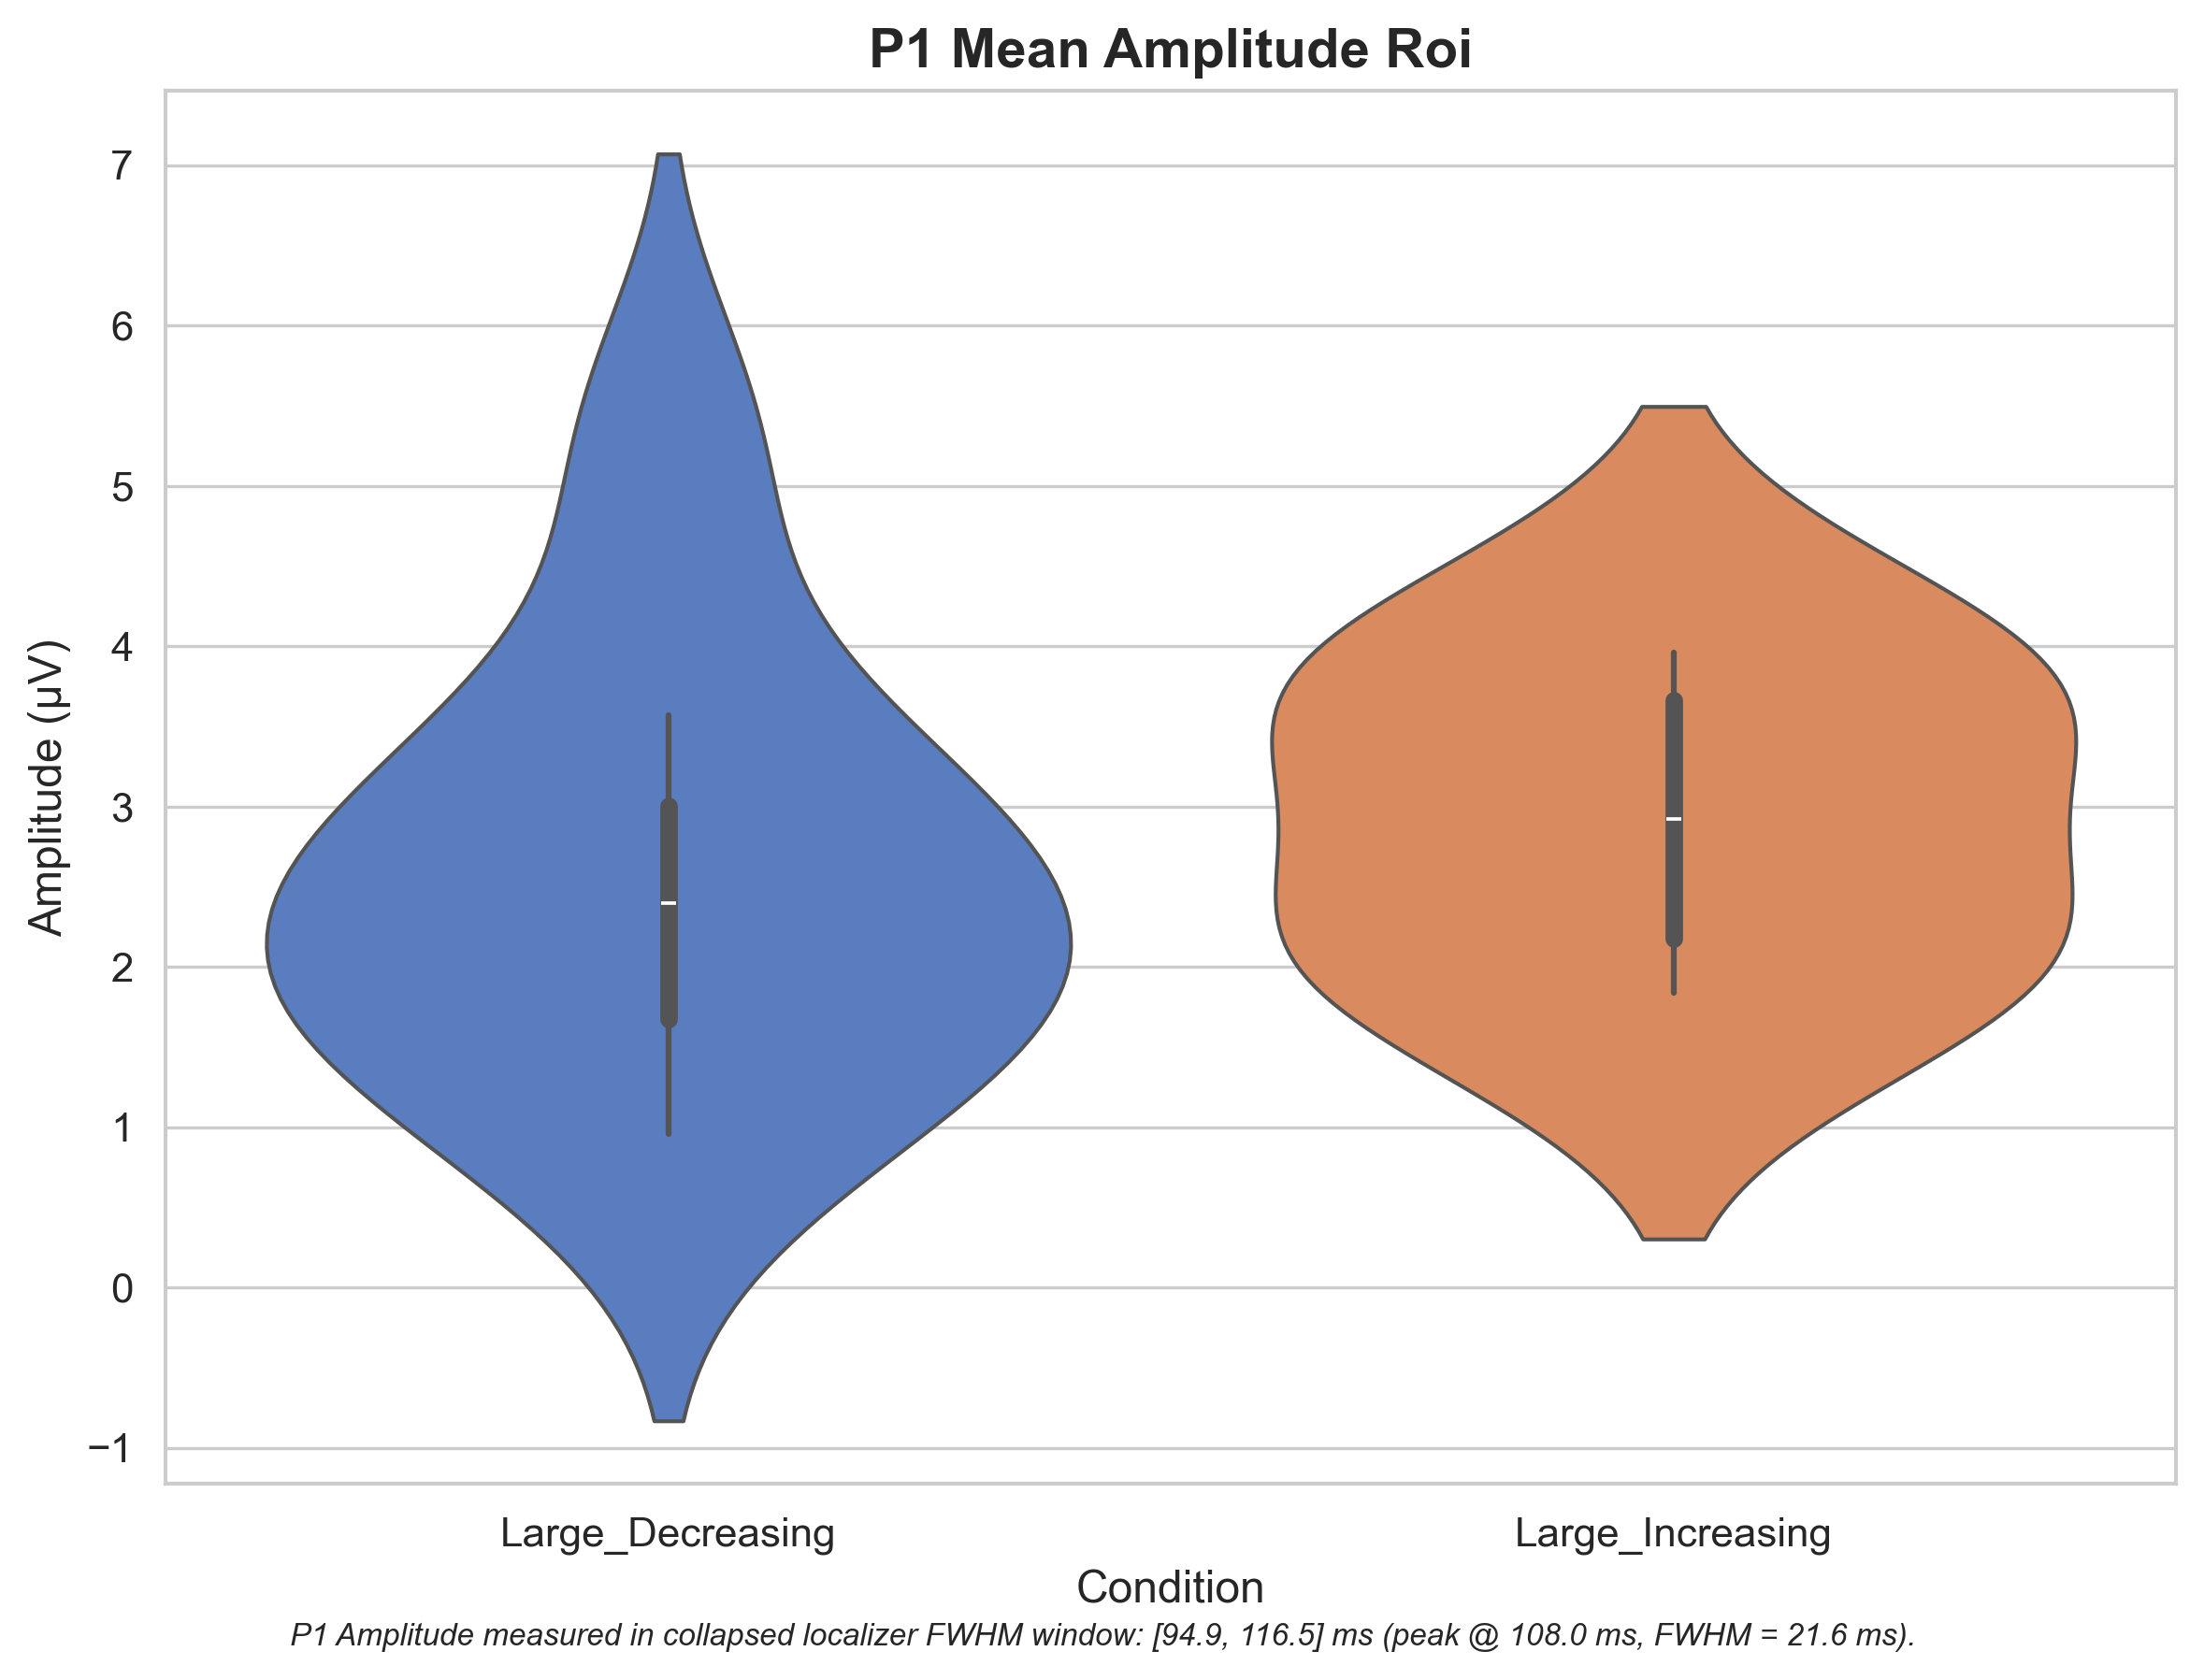 P1 Mean Amplitude Roi
Amplitude (µV)
7
6
5
4
3
2
1
0
−1
Large_Decreasing
Large_Increasing
Condition
P1 Amplitude measured in collapsed localizer FWHM window: [94.9, 116.5] ms (peak @ 108.0 ms, FWHM = 21.6 ms).